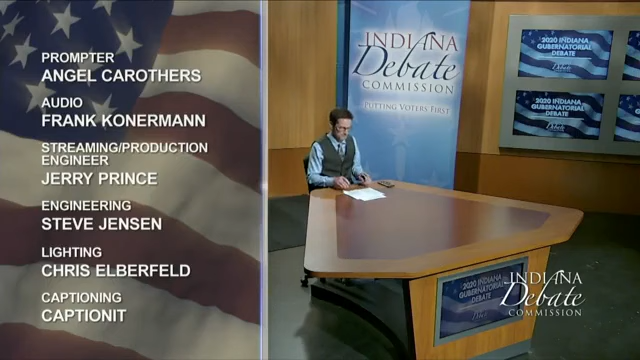 PROMPTER
ANGEL CAROTHERS
AUDIO
FRANK KONERMANN
STREAMING/PRODUCTION
ENGINEER
JERRY PRINCE
ENGINEERING
STEVE JENSEN
LIGHTING
CHRIS ELBERFELD
CAPTIONING
CAPTIONIT
INDIANA
Debate
COMMISSION
PUTTING VOTERS FIRST
2020 INDIANA
GUBERNATORIAL
DEBATE
2020 INDIANA
GUBERNATORIAL
DEBATE
2020 INDIANA
GUBERNATORIAL
DEBATE
INDIANA
Debate
COMMISSION